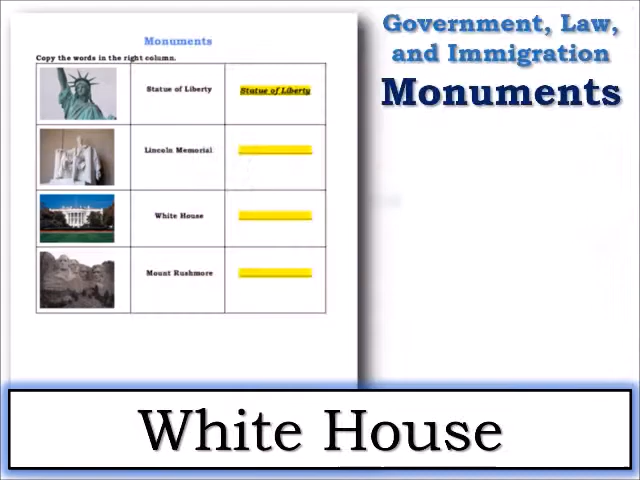 Government, Law,
and Immigration
Monuments
Monuments
Copy the words in the right column.
Statue of Liberty
Statue of Liberty
Lincoln Memorial
White House
Mount Rushmore
White House